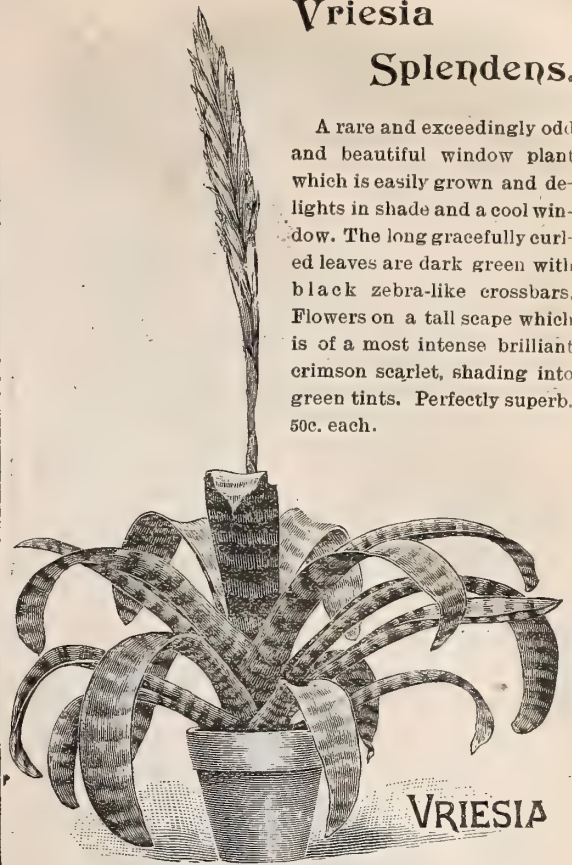 Vriesia
Splendens.
A rare and exceedingly odd
and beautiful window plant
which is easily grown and de-
lights in shade and a cool win-
dow. The long gracefully curl-
ed leaves are dark green with
black zebra-like crossbars.
Flowers on a tall scape which
is of a most intense brilliant
crimson scarlet, shading into
green tints. Perfectly superb.
50c. each.
VRIESIA